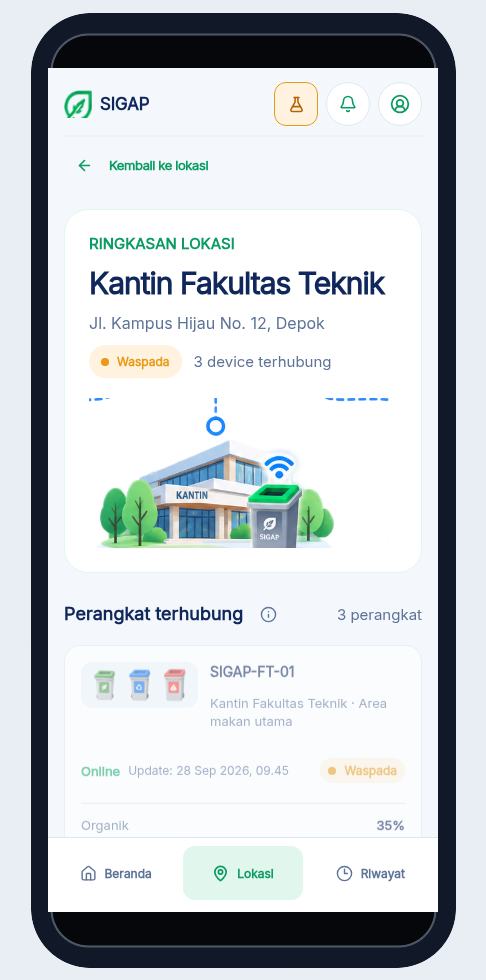 SIGAP
Kembali ke lokasi
RINGKASAN LOKASI
Kantin Fakultas Teknik
Jl. Kampus Hijau No. 12, Depok
Waspada
3 device terhubung
KANTIN
SIGAP
Perangkat terhubung
3 perangkat
SIGAP-FT-01
Kantin Fakultas Teknik · Area
makan utama
Online
Update: 28 Sep 2026, 09.45
Waspada
Organik
35%
Beranda
Lokasi
Riwayat